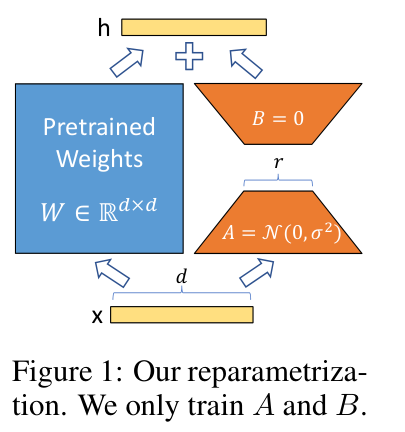 h
Pretrained
Weights
W ∈ ℝ^{d×d}
B = 0
r
A = 𝒩(0, σ²)
d
x
Figure 1: Our reparametriza-
tion. We only train A and B.